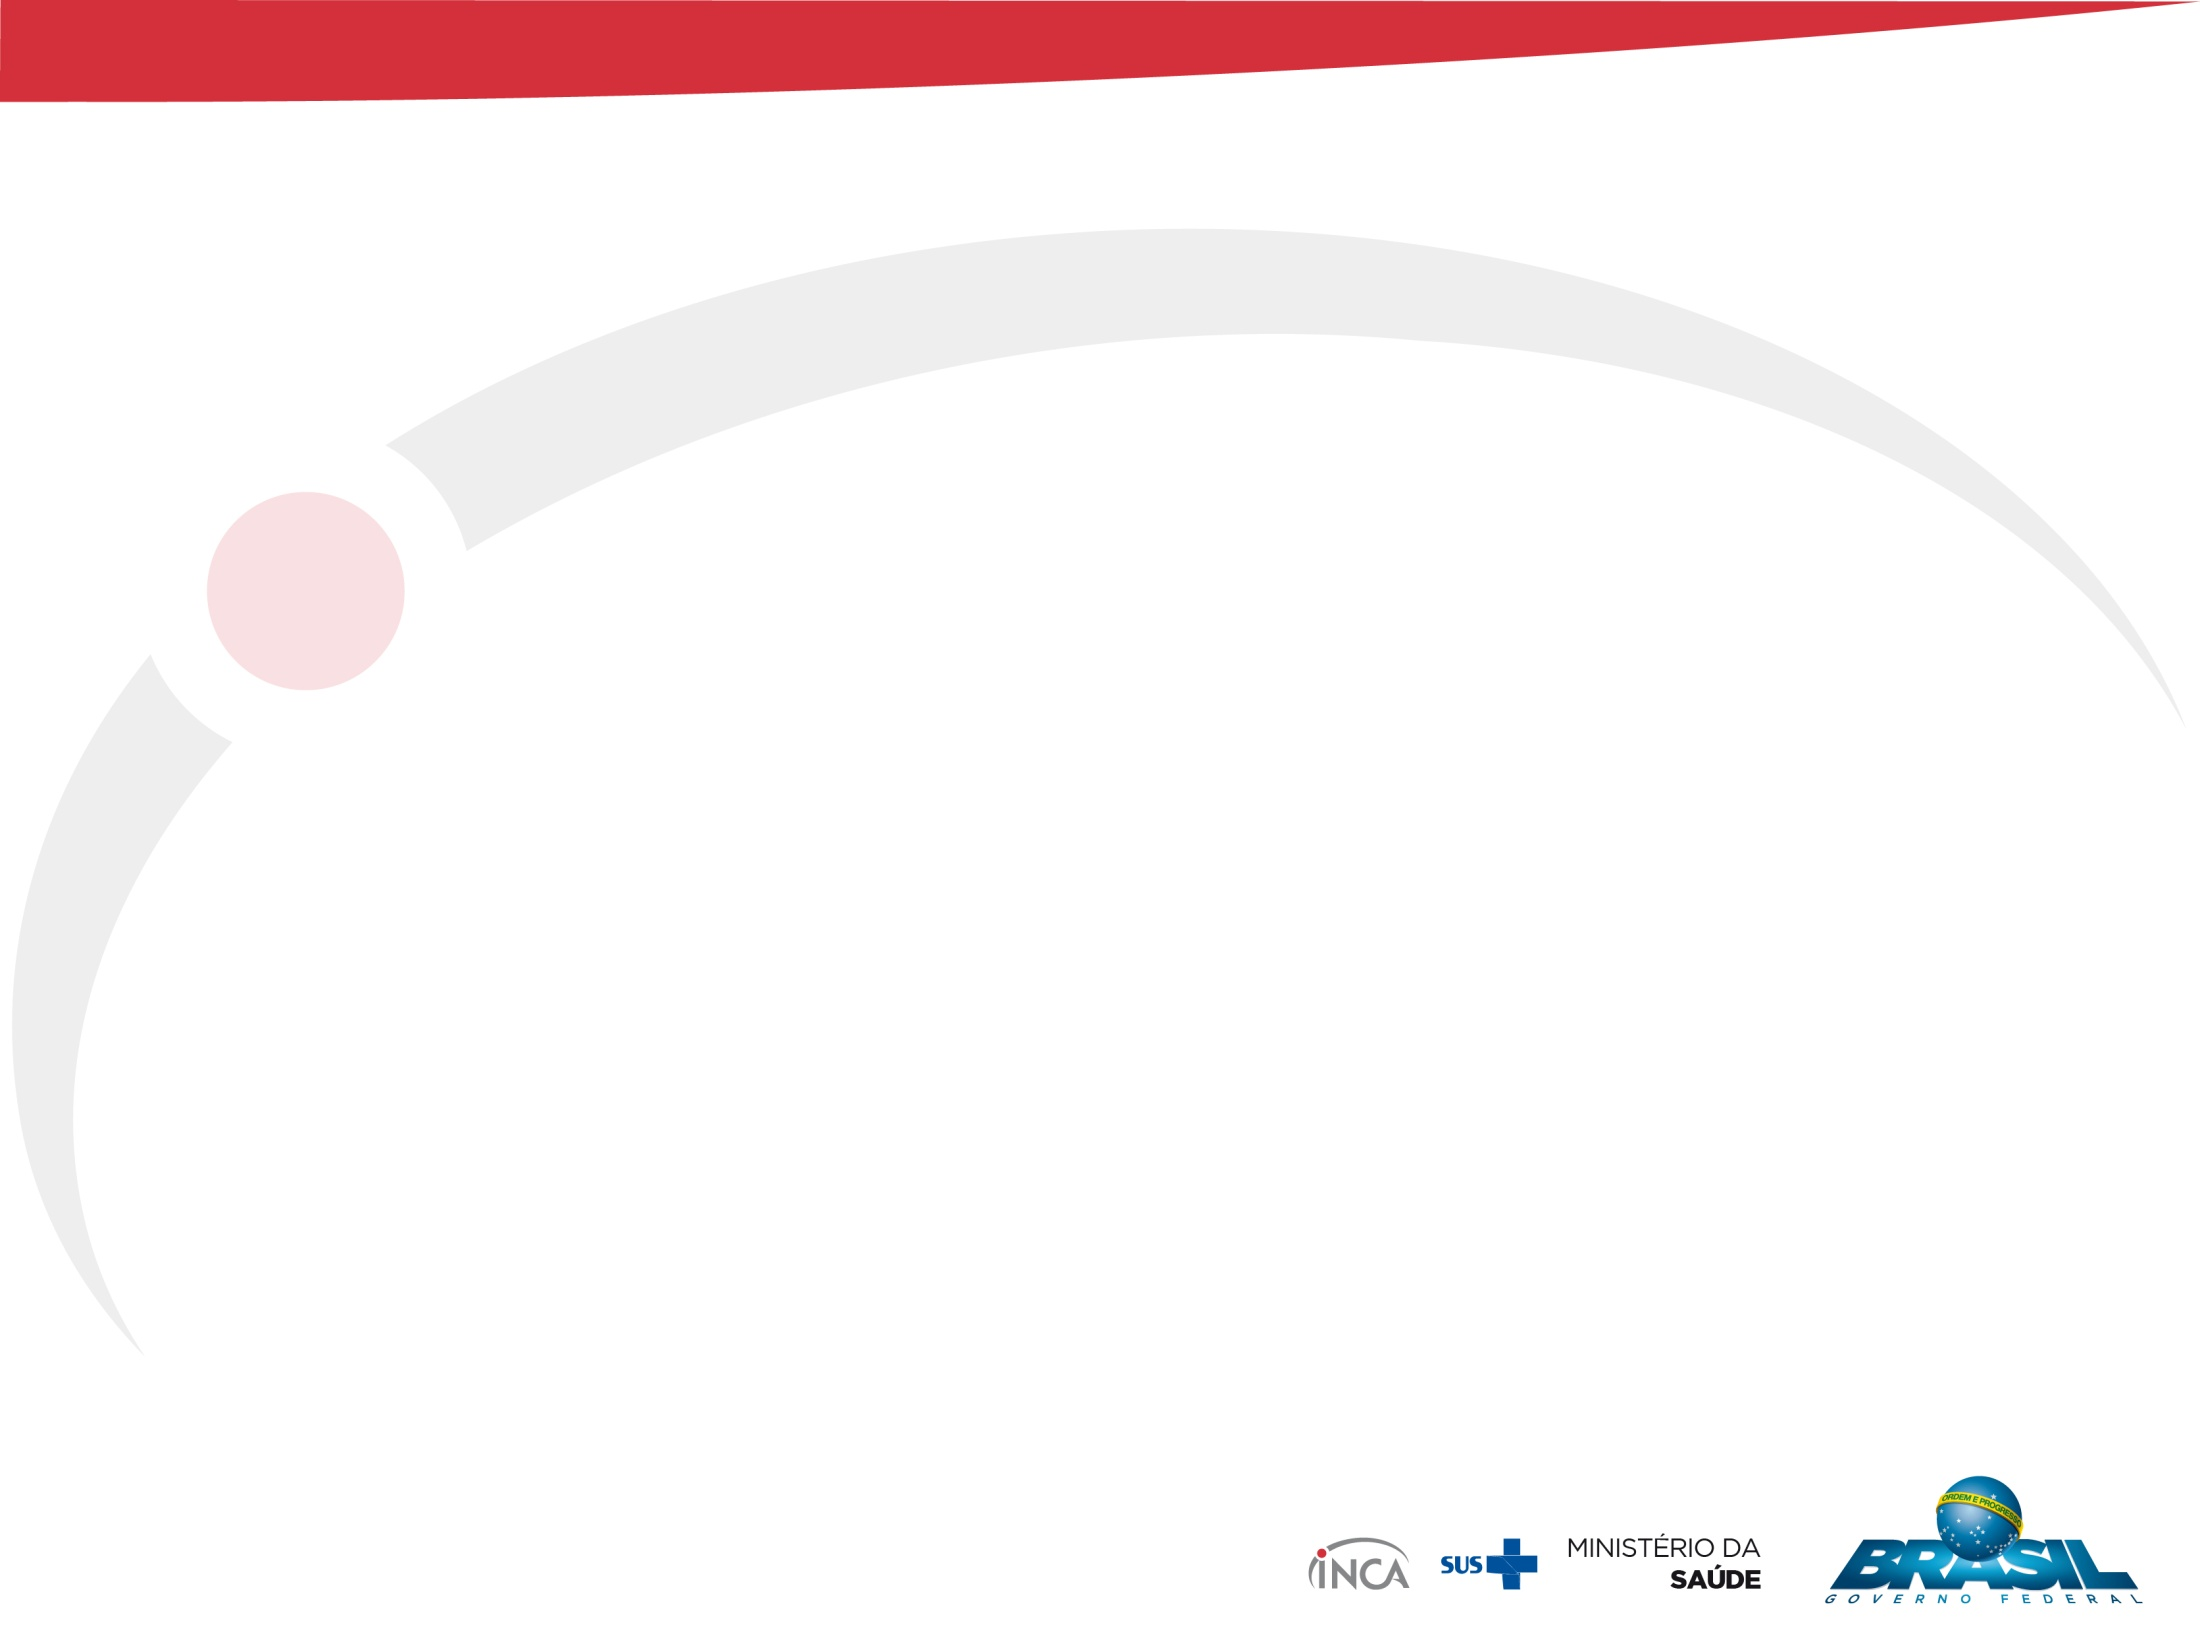 INCA
SUS
MINISTÉRIO DA
SAÚDE
ORDEM E PROGRESSO
BRASIL
GOVERNO FEDERAL